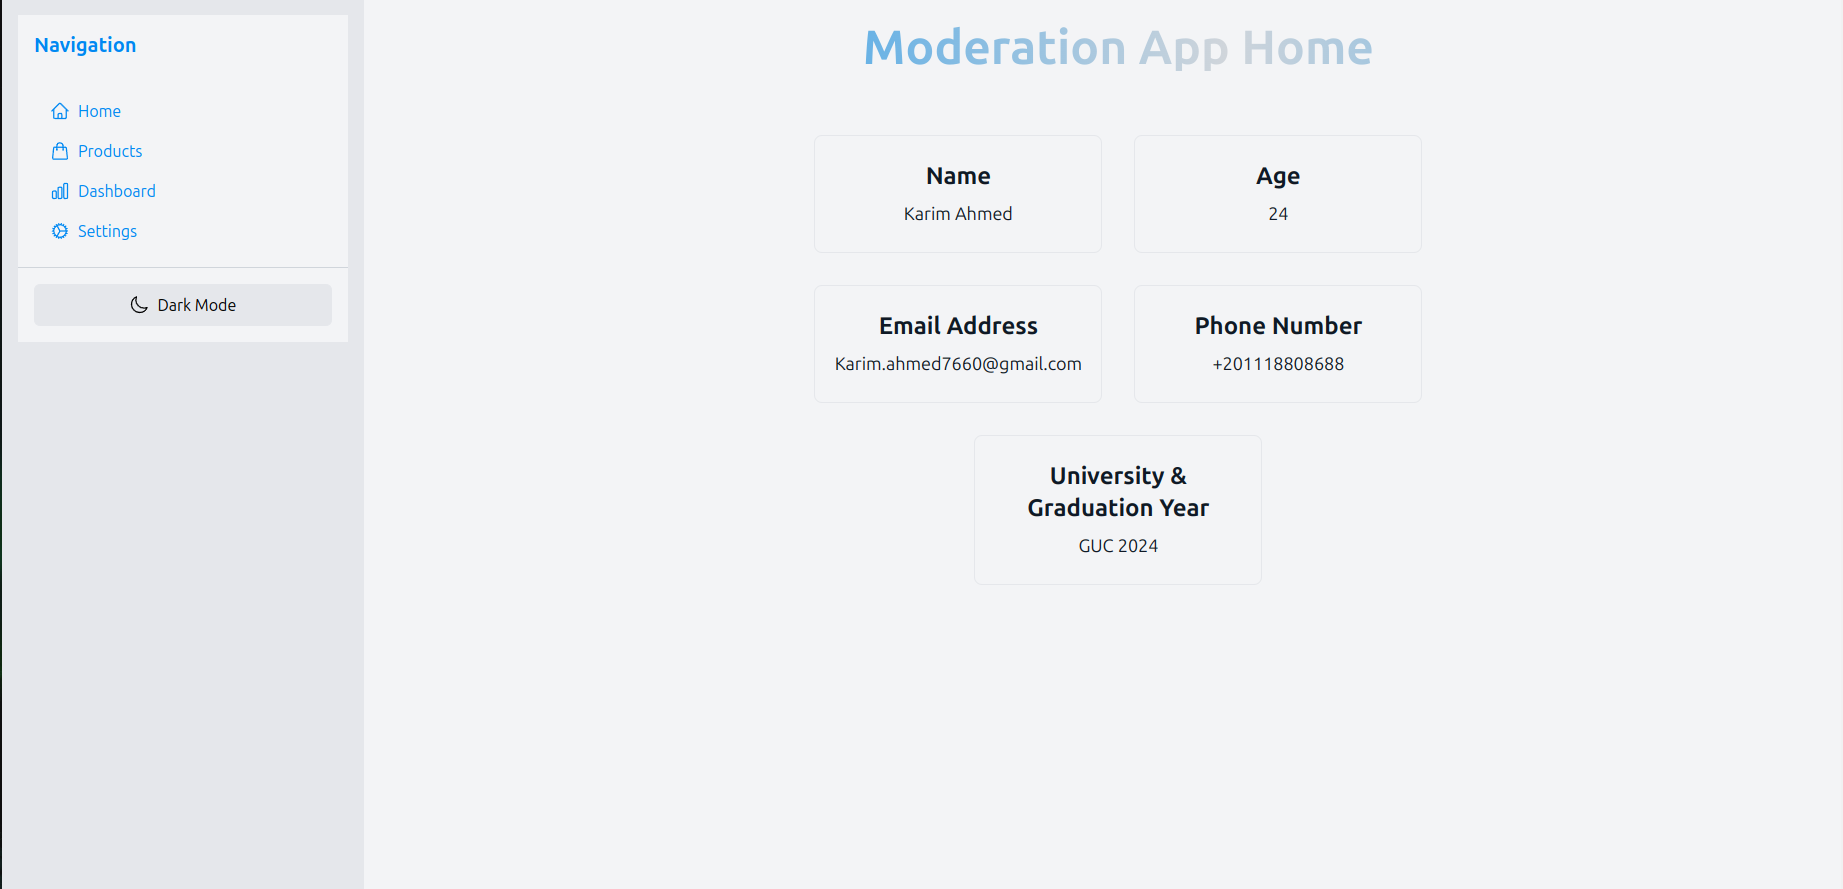 Navigation
Home
Products
Dashboard
Settings
Dark Mode
Moderation App Home
Name
Karim Ahmed
Age
24
Email Address
Karim.ahmed7660@gmail.com
Phone Number
+201118808688
University &
Graduation Year
GUC 2024